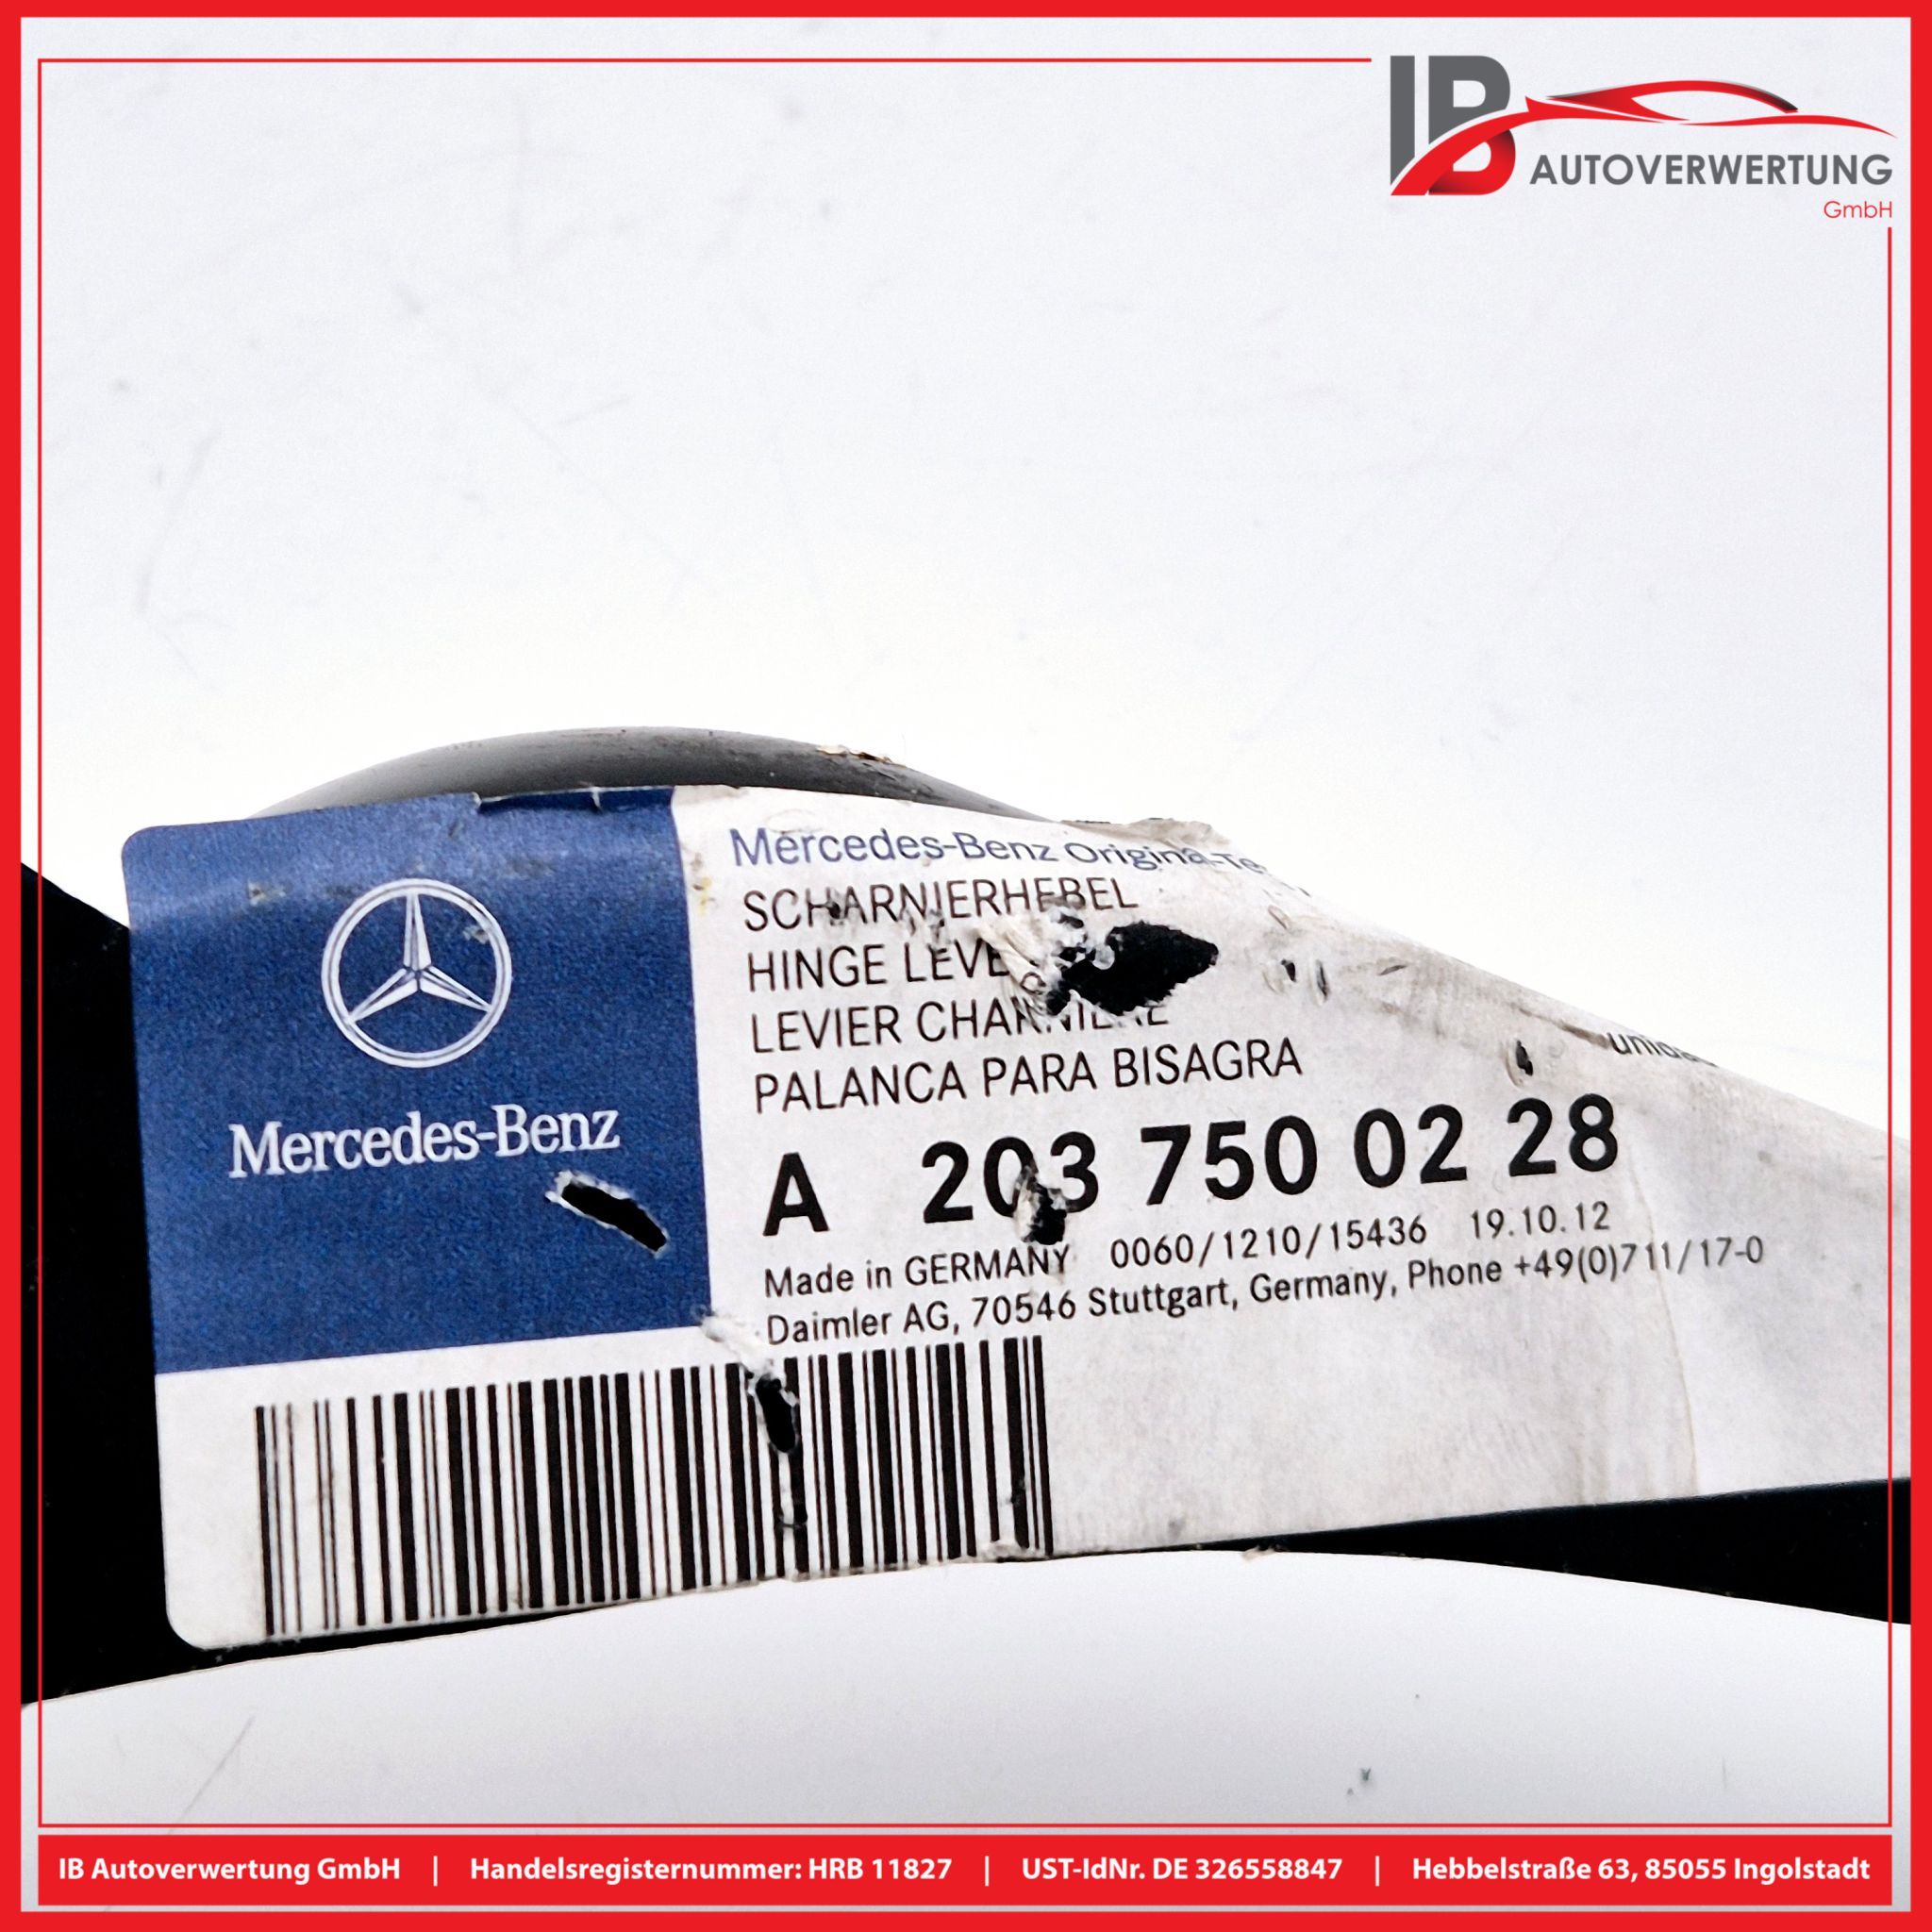 IB AUTOVERWERTUNG
GmbH
Mercedes-Benz
Mercedes-Benz
SCHARNIERHEBEL
HINGE
LEVIER
PALANCA PARA BISAGRA
A 203 750 02 28
Made in GERMANY 0060/1210/15436 19.10.12
Daimler AG, 70546 Stuttgart, Germany, Phone +49(0)711/17-0
IB Autoverwertung GmbH | Handelsregisternummer: HRB 11827 | UST-IdNr. DE 326558847 | Hebbelstraße 63, 85055 Ingolstadt